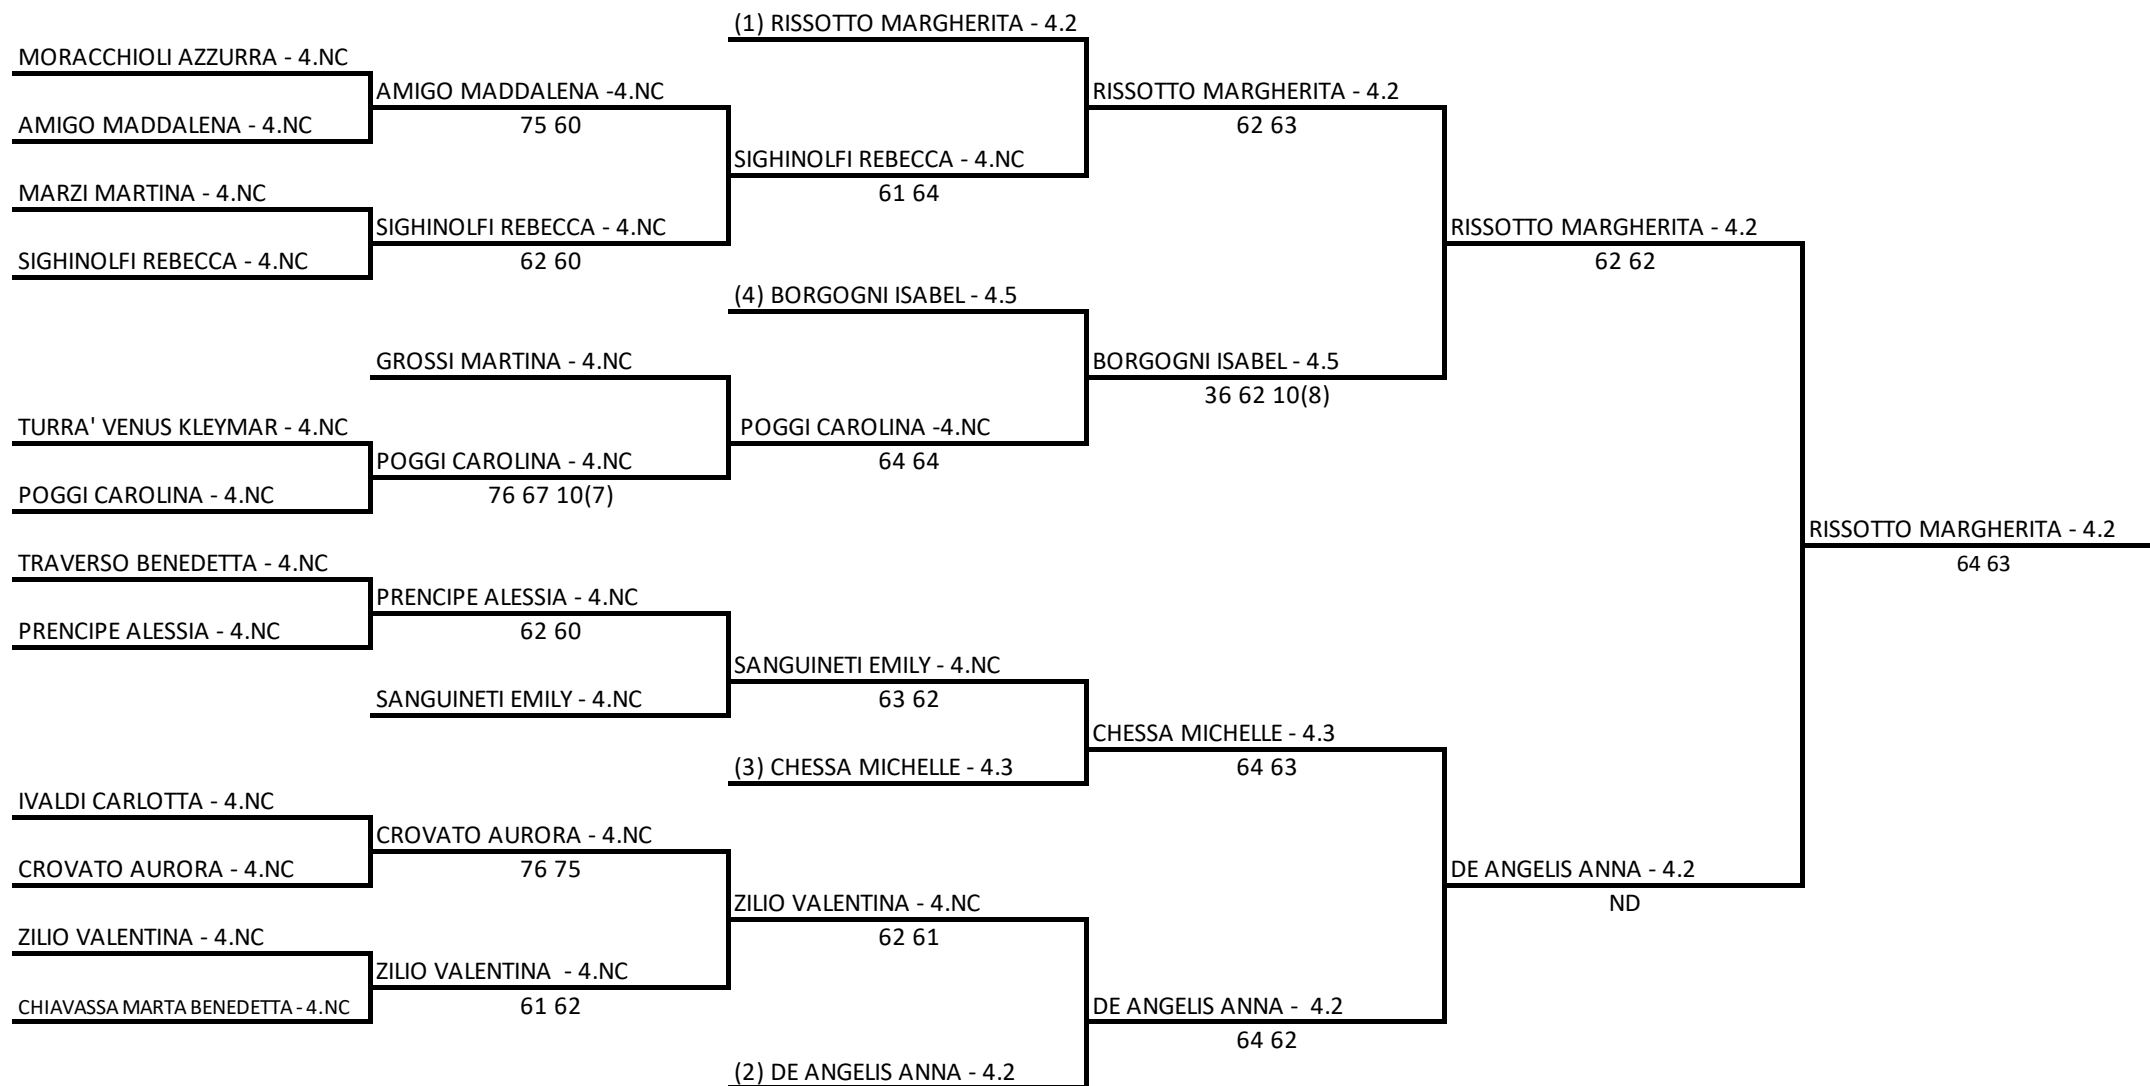 (1) RISSOTTO MARGHERITA - 4.2
MORACCHIOLI AZZURRA - 4.NC
AMIGO MADDALENA -4.NC
RISSOTTO MARGHERITA - 4.2
AMIGO MADDALENA - 4.NC
75 60
62 63
SIGHINOLFI REBECCA - 4.NC
MARZI MARTINA - 4.NC
61 64
SIGHINOLFI REBECCA - 4.NC
RISSOTTO MARGHERITA - 4.2
SIGHINOLFI REBECCA - 4.NC
62 60
62 62
(4) BORGOGNI ISABEL - 4.5
GROSSI MARTINA - 4.NC
BORGOGNI ISABEL - 4.5
36 62 10(8)
TURRA' VENUS KLEYMAR - 4.NC
POGGI CAROLINA -4.NC
POGGI CAROLINA - 4.NC
64 64
POGGI CAROLINA - 4.NC
76 67 10(7)
RISSOTTO MARGHERITA - 4.2
TRAVERSO BENEDETTA - 4.NC
64 63
PRENCIPE ALESSIA - 4.NC
PRENCIPE ALESSIA - 4.NC
62 60
SANGUINETI EMILY - 4.NC
SANGUINETI EMILY - 4.NC
63 62
CHESSA MICHELLE - 4.3
(3) CHESSA MICHELLE - 4.3
64 63
IVALDI CARLOTTA - 4.NC
CROVATO AURORA - 4.NC
CROVATO AURORA - 4.NC
76 75
DE ANGELIS ANNA - 4.2
ZILIO VALENTINA - 4.NC
ND
ZILIO VALENTINA - 4.NC
62 61
ZILIO VALENTINA  - 4.NC
CHIAVASSA MARTA BENEDETTA - 4.NC
61 62
DE ANGELIS ANNA -  4.2
64 62
(2) DE ANGELIS ANNA - 4.2